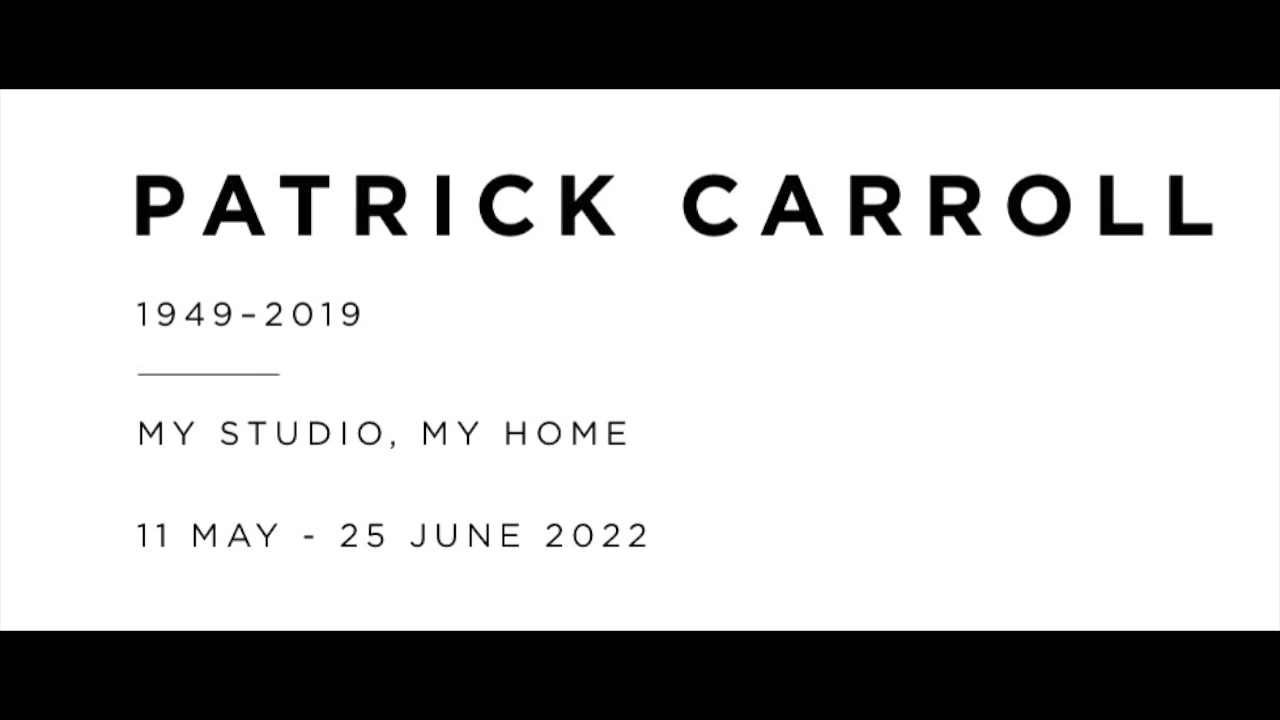 PATRICK CARROLL
1949–2019
MY STUDIO, MY HOME
11 MAY - 25 JUNE 2022